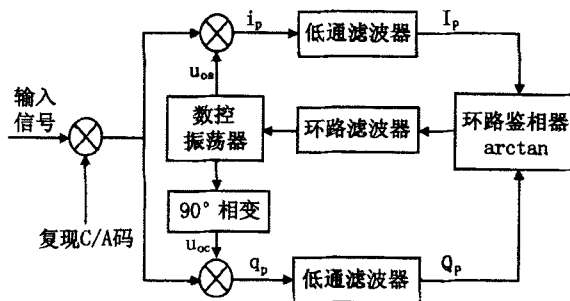 i_p
低通滤波器
I_p
u_os
输入
信号
数控
振荡器
环路滤波器
环路鉴相器
arctan
90°相变
复现C/A码
u_oc
q_p
低通滤波器
Q_p